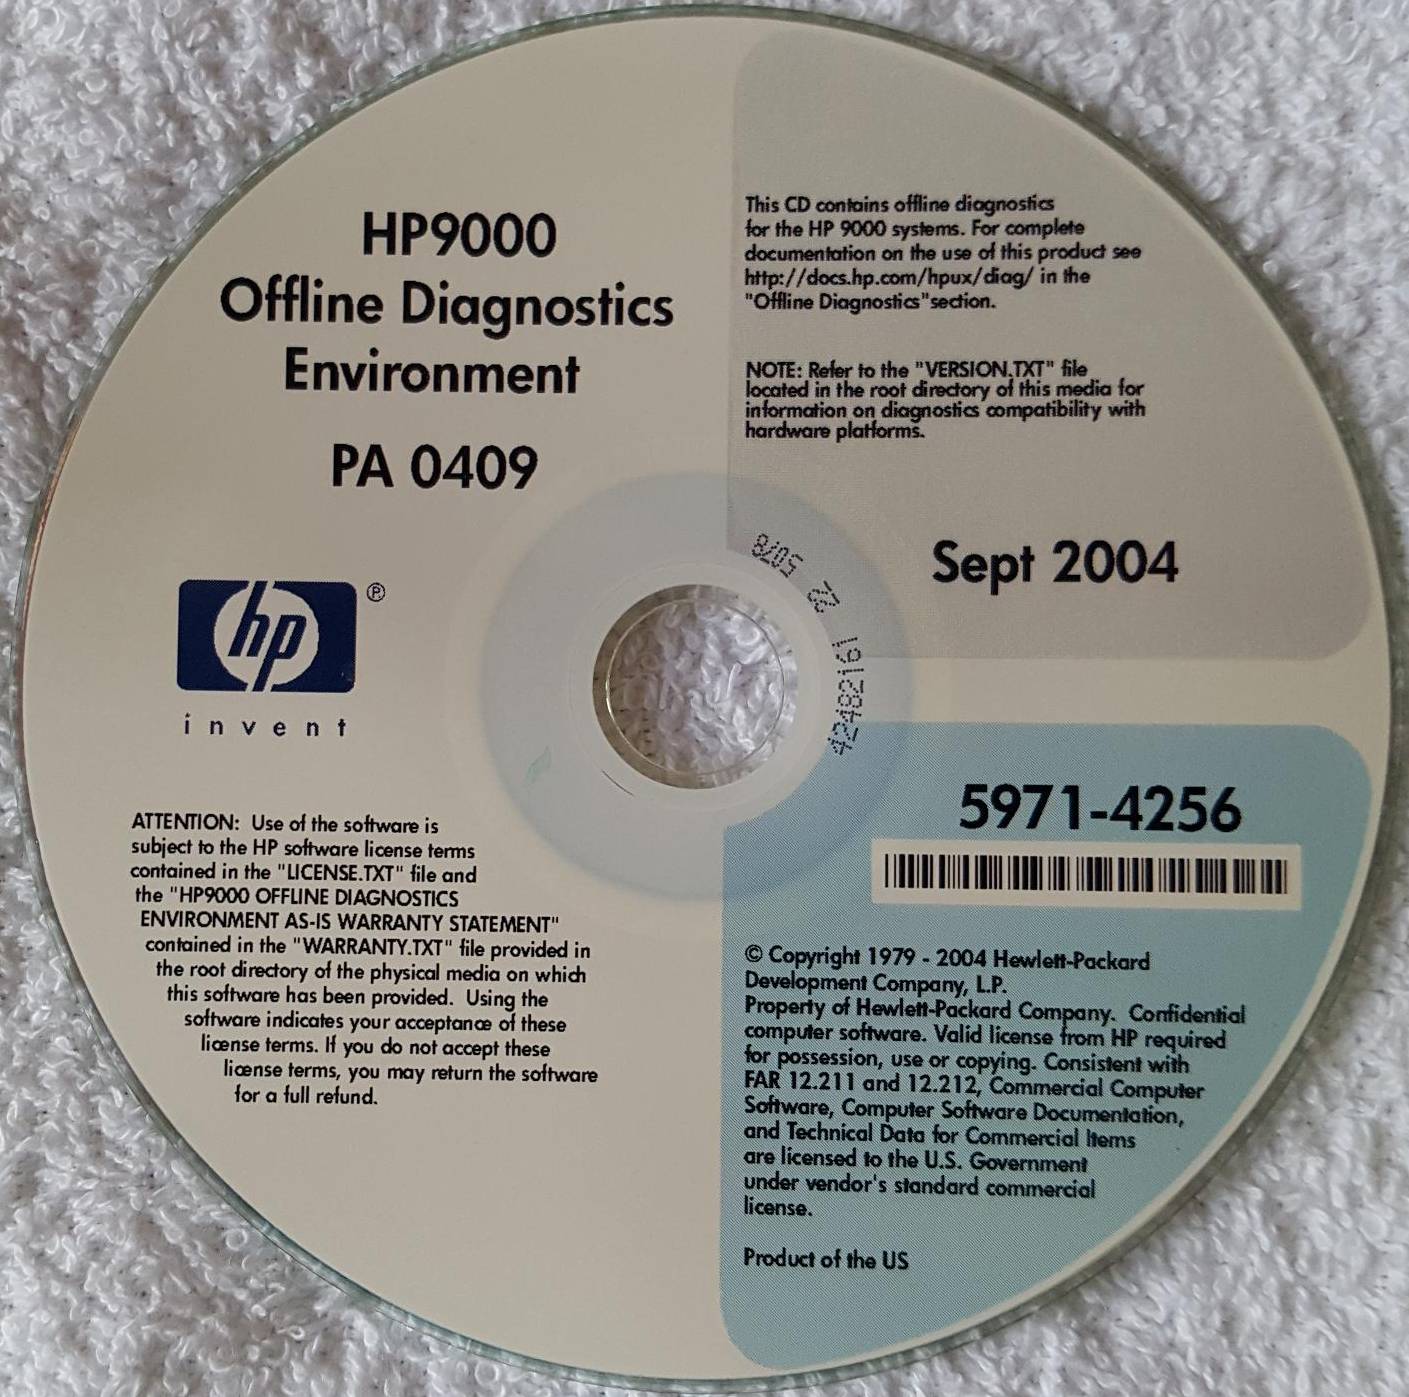 HP9000
Offline Diagnostics
Environment
PA 0409
hp
®
invent
ATTENTION: Use of the software is
subject to the HP software license terms
contained in the "LICENSE.TXT" file and
the "HP9000 OFFLINE DIAGNOSTICS
ENVIRONMENT AS-IS WARRANTY STATEMENT"
contained in the "WARRANTY.TXT" file provided in
the root directory of the physical media on which
this software has been provided. Using the
software indicates your acceptance of these
license terms. If you do not accept these
license terms, you may return the software
for a full refund.
This CD contains offline diagnostics
for the HP 9000 systems. For complete
documentation on the use of this product see
http://docs.hp.com/hpux/diag/ in the
"Offline Diagnostics"section.
NOTE: Refer to the "VERSION.TXT" file
located in the root directory of this media for
information on diagnostics compatibility with
hardware platforms.
Sept 2004
42482161 22 5078
5971-4256
© Copyright 1979 - 2004 Hewlett-Packard
Development Company, L.P.
Property of Hewlett-Packard Company. Confidential
computer software. Valid license from HP required
for possession, use or copying. Consistent with
FAR 12.211 and 12.212, Commercial Computer
Software, Computer Software Documentation,
and Technical Data for Commercial Items
are licensed to the U.S. Government
under vendor's standard commercial
license.
Product of the US